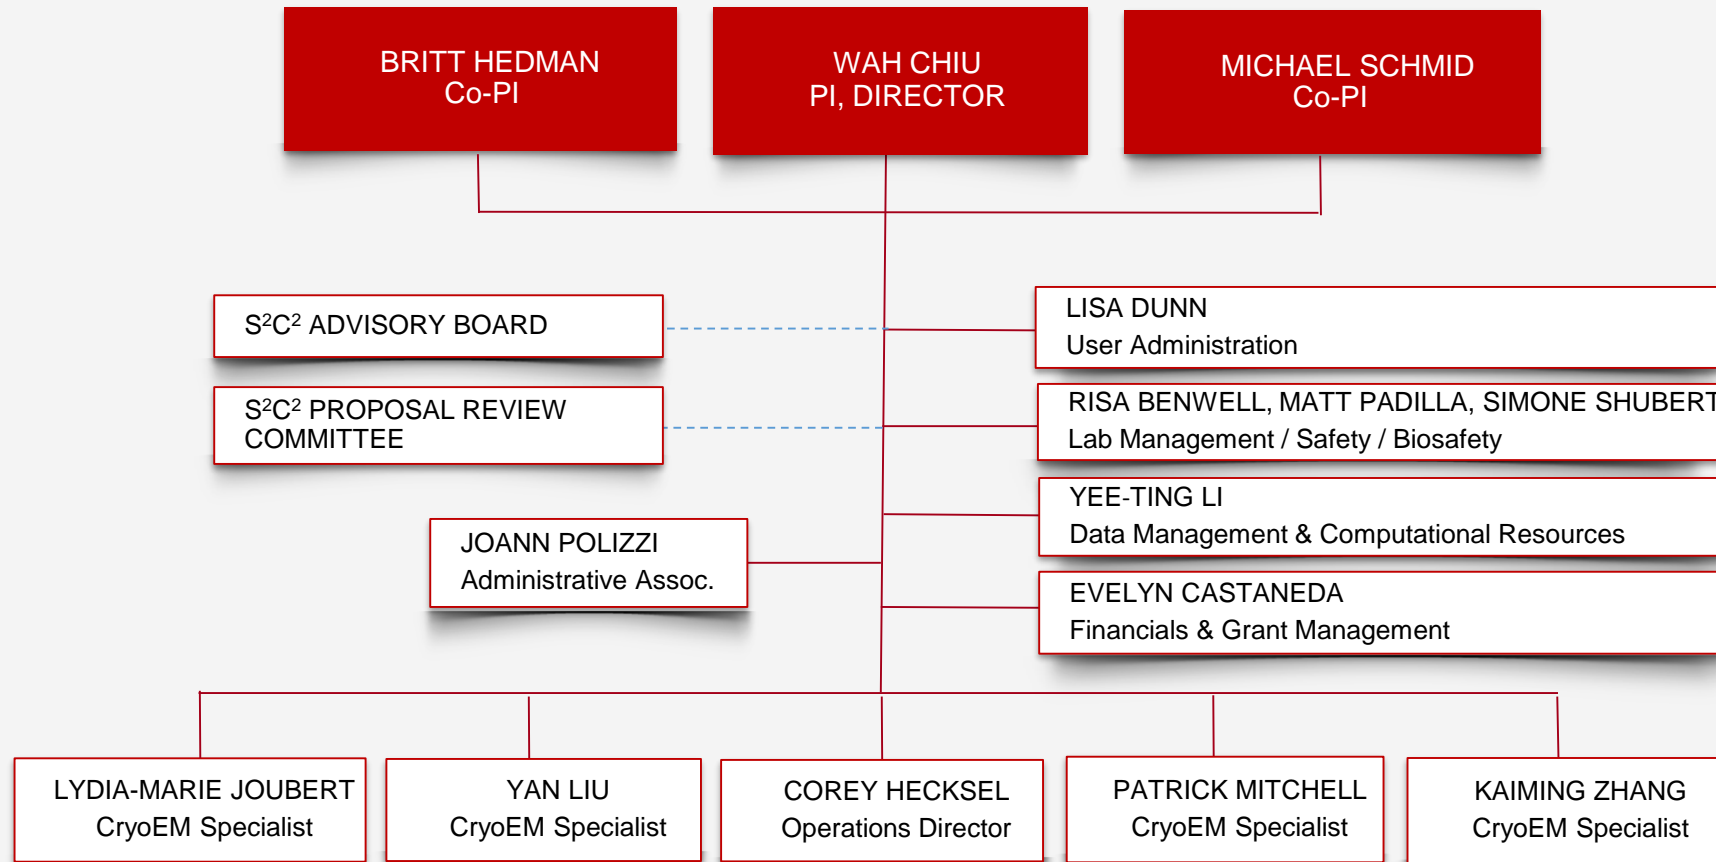 BRITT HEDMAN
Co-PI
WAH CHIU
PI, DIRECTOR
MICHAEL SCHMID
Co-PI
S²C² ADVISORY BOARD
S²C² PROPOSAL REVIEW
COMMITTEE
JOANN POLIZZI
Administrative Assoc.
LISA DUNN
User Administration
RISA BENWELL, MATT PADILLA, SIMONE SHUBERT
Lab Management / Safety / Biosafety
YEE-TING LI
Data Management & Computational Resources
EVELYN CASTANEDA
Financials & Grant Management
LYDIA-MARIE JOUBERT
CryoEM Specialist
YAN LIU
CryoEM Specialist
COREY HECKSEL
Operations Director
PATRICK MITCHELL
CryoEM Specialist
KAIMING ZHANG
CryoEM Specialist